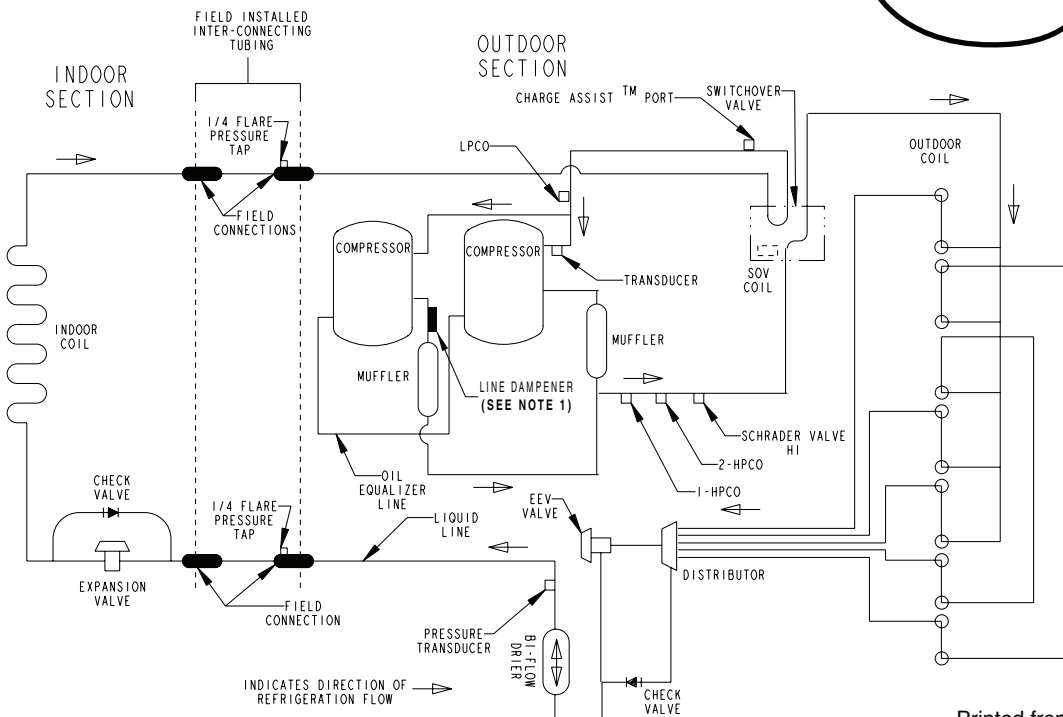 FIELD INSTALLED
INTER-CONNECTING
TUBING
INDOOR
SECTION
OUTDOOR
SECTION
CHARGE ASSIST TM PORT
SWITCHOVER
VALVE
1/4 FLARE
PRESSURE
TAP
LPCO
OUTDOOR
COIL
FIELD
CONNECTIONS
COMPRESSOR
COMPRESSOR
TRANSDUCER
SOV
COIL
INDOOR
COIL
MUFFLER
MUFFLER
LINE DAMPENER
(SEE NOTE 1)
SCHRADER VALVE
HI
2-HPCO
1-HPCO
OIL
EQUALIZER
LINE
CHECK
VALVE
1/4 FLARE
PRESSURE
TAP
LIQUID
LINE
EEV
VALVE
DISTRIBUTOR
EXPANSION
VALVE
FIELD
CONNECTION
PRESSURE
TRANSDUCER
BI-FLOW
DRIER
INDICATES DIRECTION OF
REFRIGERATION FLOW
CHECK
VALVE
Printed from